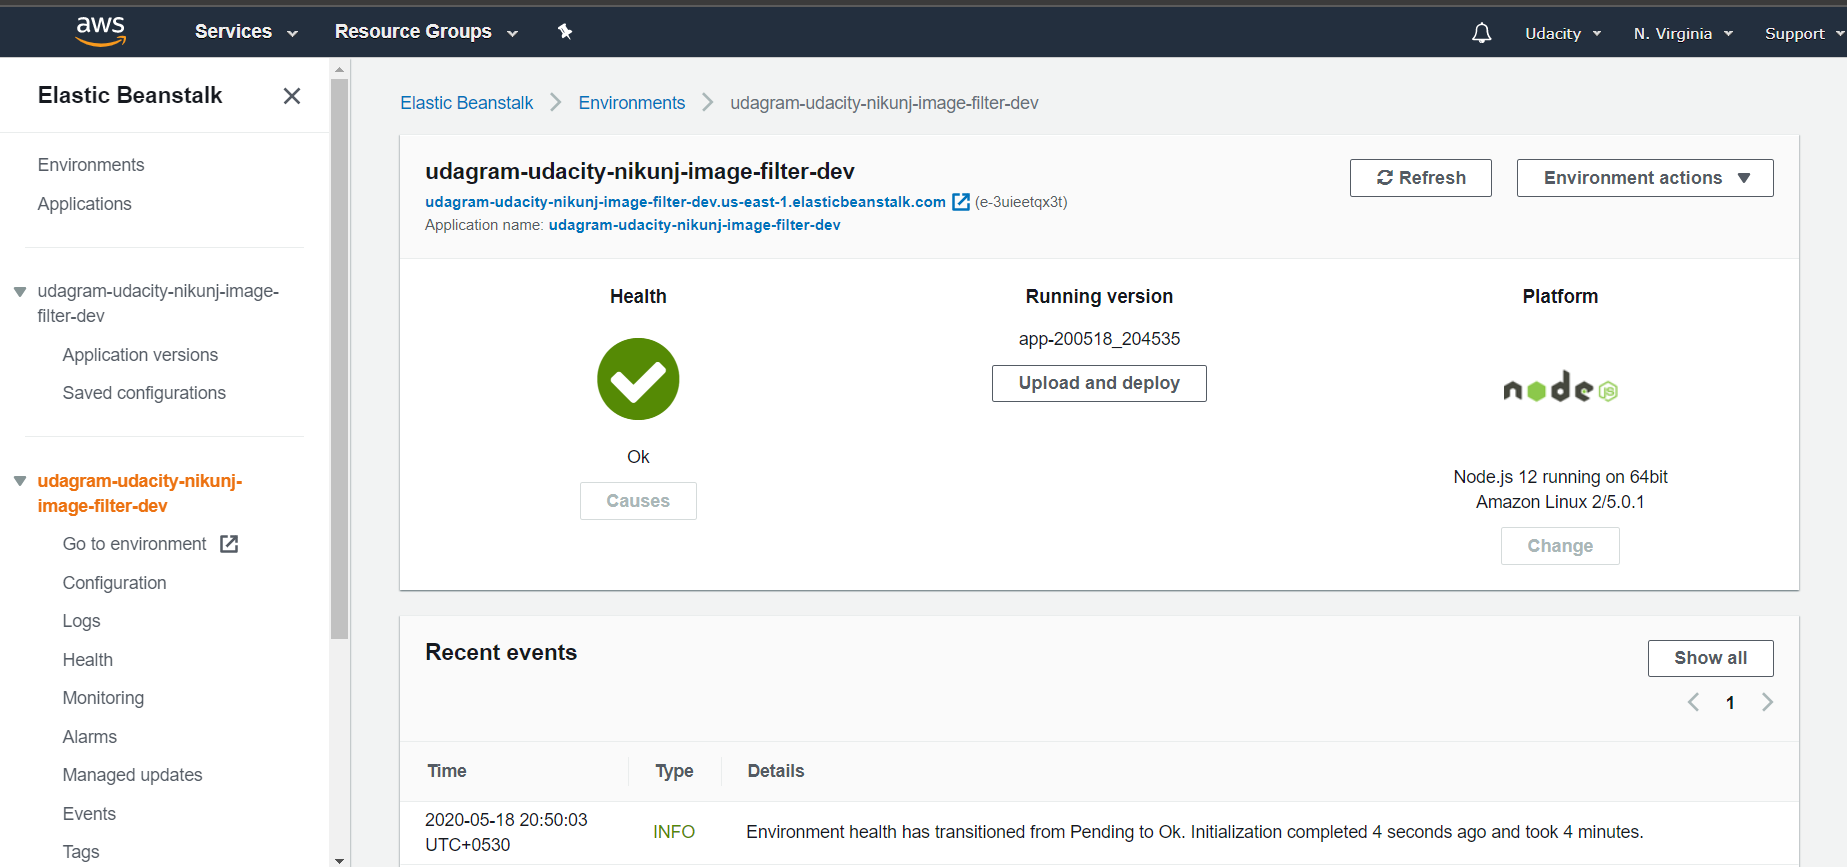 aws
Services
Resource Groups
Udacity
N. Virginia
Support
Elastic Beanstalk
Environments
Applications
udagram-udacity-nikunj-image-
filter-dev
Application versions
Saved configurations
udagram-udacity-nikunj-
image-filter-dev
Go to environment
Configuration
Logs
Health
Monitoring
Alarms
Managed updates
Events
Tags
Elastic Beanstalk > Environments > udagram-udacity-nikunj-image-filter-dev
udagram-udacity-nikunj-image-filter-dev
udagram-udacity-nikunj-image-filter-dev.us-east-1.elasticbeanstalk.com (e-3uieetqx3t)
Application name: udagram-udacity-nikunj-image-filter-dev
Refresh
Environment actions
Health
Ok
Causes
Running version
app-200518_204535
Upload and deploy
Platform
node JS
Node.js 12 running on 64bit
Amazon Linux 2/5.0.1
Change
Recent events
Show all
1
Time
Type
Details
2020-05-18 20:50:03
UTC+0530
INFO
Environment health has transitioned from Pending to Ok. Initialization completed 4 seconds ago and took 4 minutes.